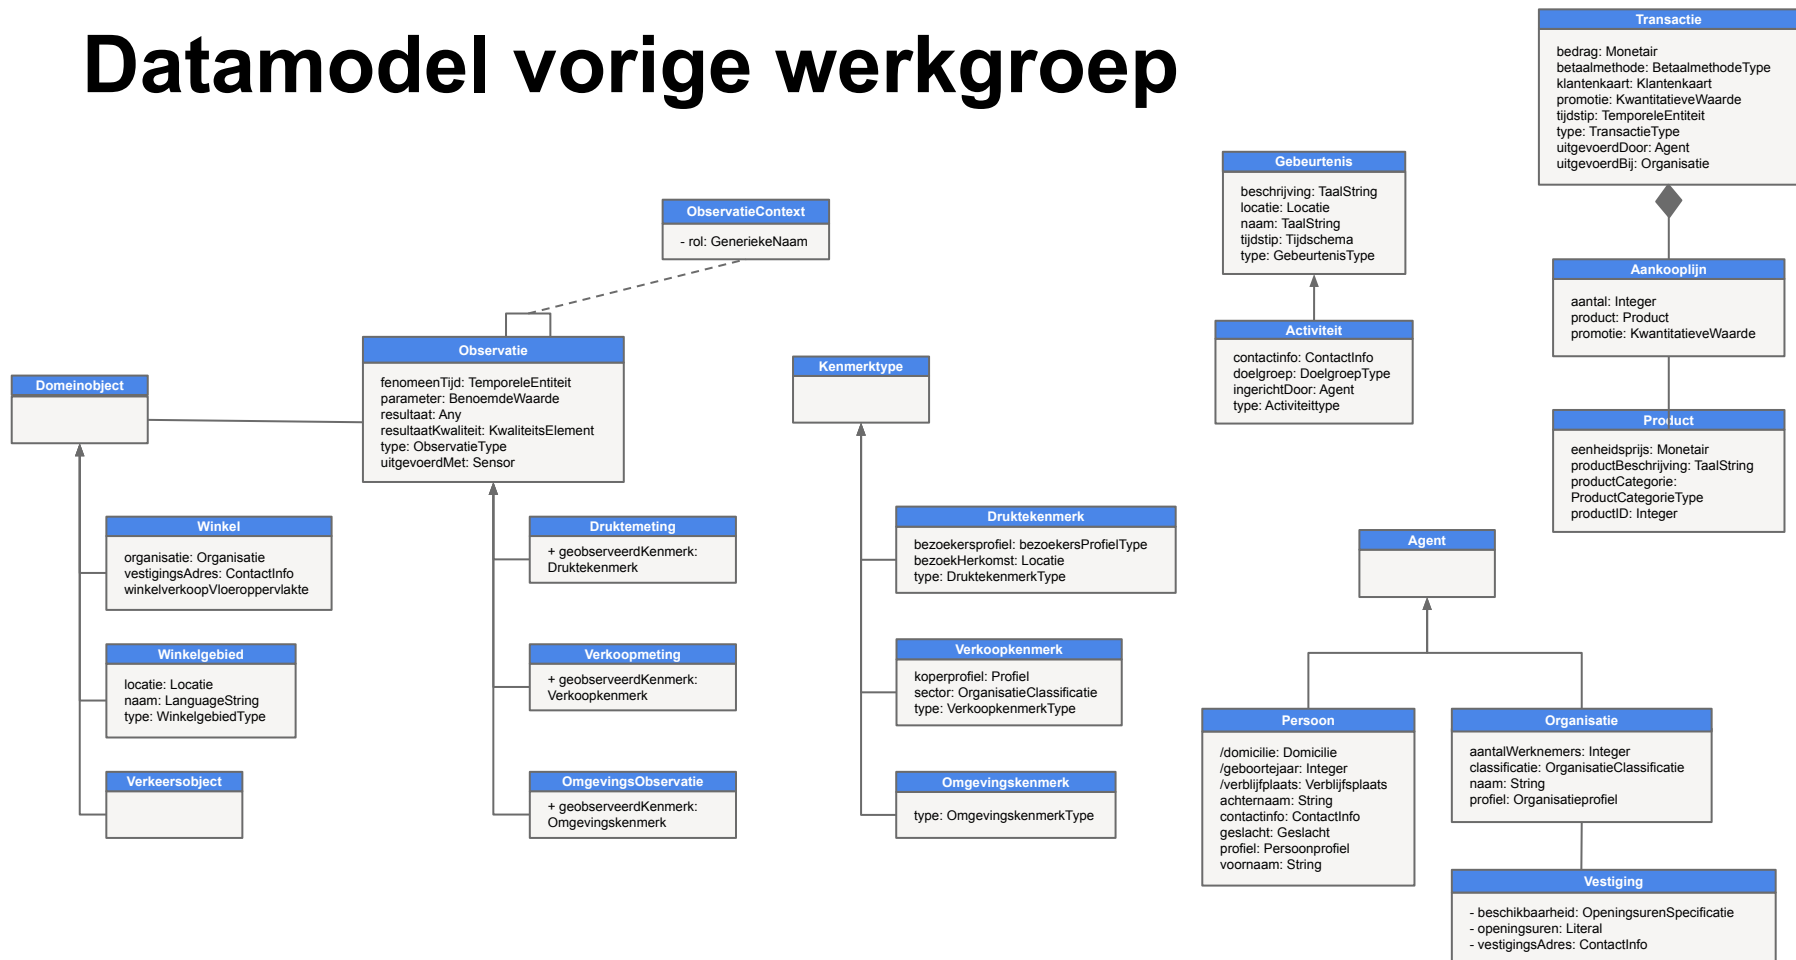 Datamodel vorige werkgroep
Transactie
bedrag: Monetair
betaalmethode: BetaalmethodeType
klantenkaart: Klantenkaart
promotie: KwantitatieveWaarde
tijdstip: TemporeleEntiteit
type: TransactieType
uitgevoerdDoor: Agent
uitgevoerdBij: Organisatie
Gebeurtenis
beschrijving: TaalString
locatie: Locatie
naam: TaalString
tijdstip: Tijdschema
type: GebeurtenisType
ObservatieContext
- rol: GeneriekeNaam
Aankooplijn
aantal: Integer
product: Product
promotie: KwantitatieveWaarde
Activiteit
contactinfo: ContactInfo
doelgroep: DoelgroepType
ingerichtDoor: Agent
type: Activiteittype
Observatie
fenomeenTijd: TemporeleEntiteit
parameter: BenoemdeWaarde
resultaat: Any
resultaatKwaliteit: KwaliteitsElement
type: ObservatieType
uitgevoerdMet: Sensor
Kenmerktype
Domeinobject
Product
eenheidsprijs: Monetair
productBeschrijving: TaalString
productCategorie:
ProductCategorieType
productID: Integer
Winkel
organisatie: Organisatie
vestigingsAdres: ContactInfo
winkelverkoopVloeroppervlakte
Druktemeting
+ geobserveerdKenmerk:
Druktekenmerk
Druktekenmerk
bezoekersprofiel: bezoekersProfielType
bezoekHerkomst: Locatie
type: DruktekenmerkType
Agent
Winkelgebied
locatie: Locatie
naam: LanguageString
type: WinkelgebiedType
Verkoopmeting
+ geobserveerdKenmerk:
Verkoopkenmerk
Verkoopkenmerk
koperprofiel: Profiel
sector: OrganisatieClassificatie
type: VerkoopkenmerkType
Persoon
/domicilie: Domicilie
/geboortejaar: Integer
/verblijfplaats: Verblijfsplaats
achternaam: String
contactinfo: ContactInfo
geslacht: Geslacht
profiel: Persoonprofiel
voornaam: String
Organisatie
aantalWerknemers: Integer
classificatie: OrganisatieClassificatie
naam: String
profiel: Organisatieprofiel
Verkeersobject
OmgevingsObservatie
+ geobserveerdKenmerk:
Omgevingskenmerk
Omgevingskenmerk
type: OmgevingskenmerkType
Vestiging
- beschikbaarheid: OpeningsurenSpecificatie
- openingsuren: Literal
- vestigingsAdres: ContactInfo